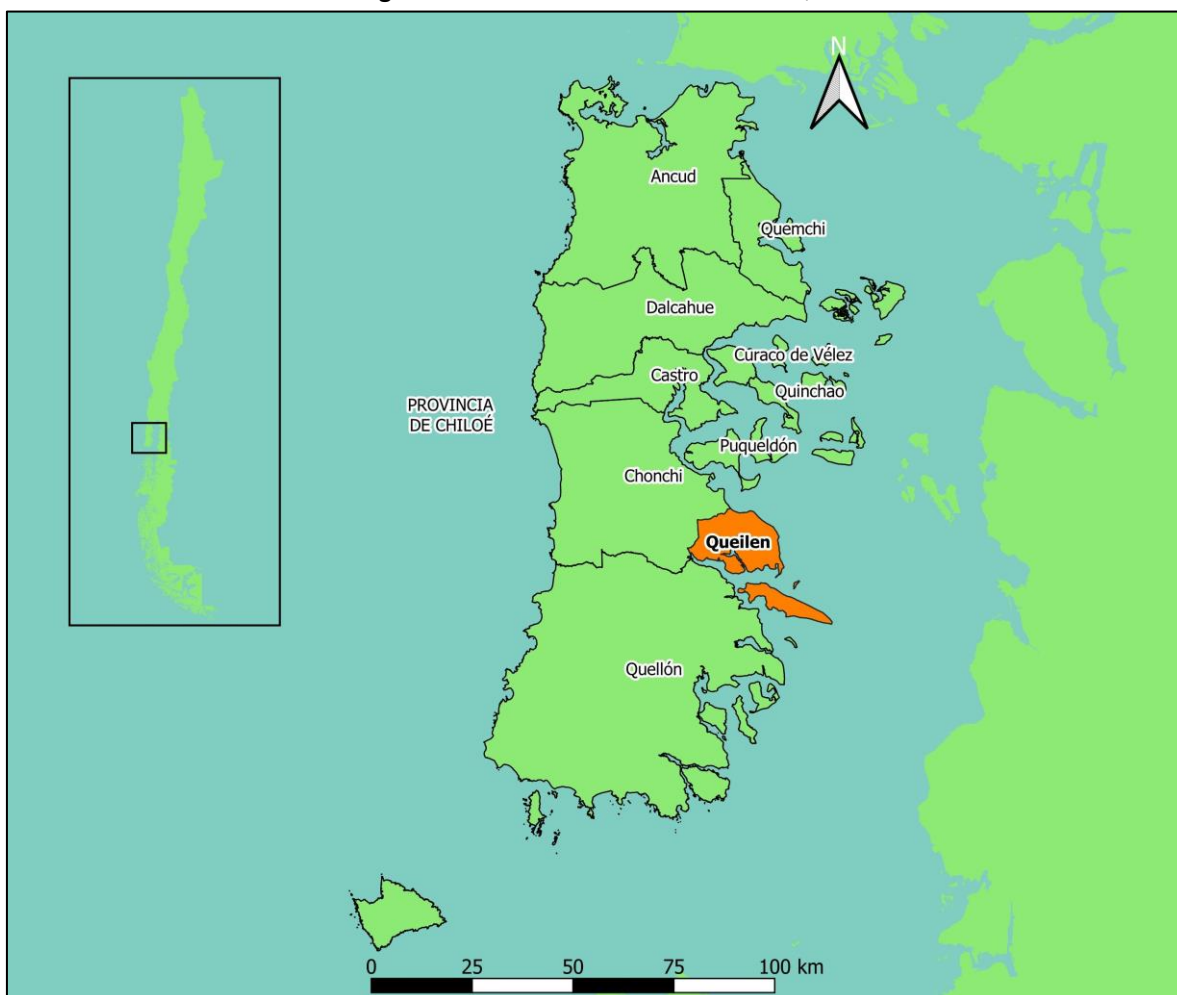 N
Ancud
Quemchi
Dalcahue
Curaco de Vélez
Castro
Quinchao
PROVINCIA
DE CHILOÉ
Puqueldón
Chonchi
Queilen
Quellón
0 25 50 75 100 km